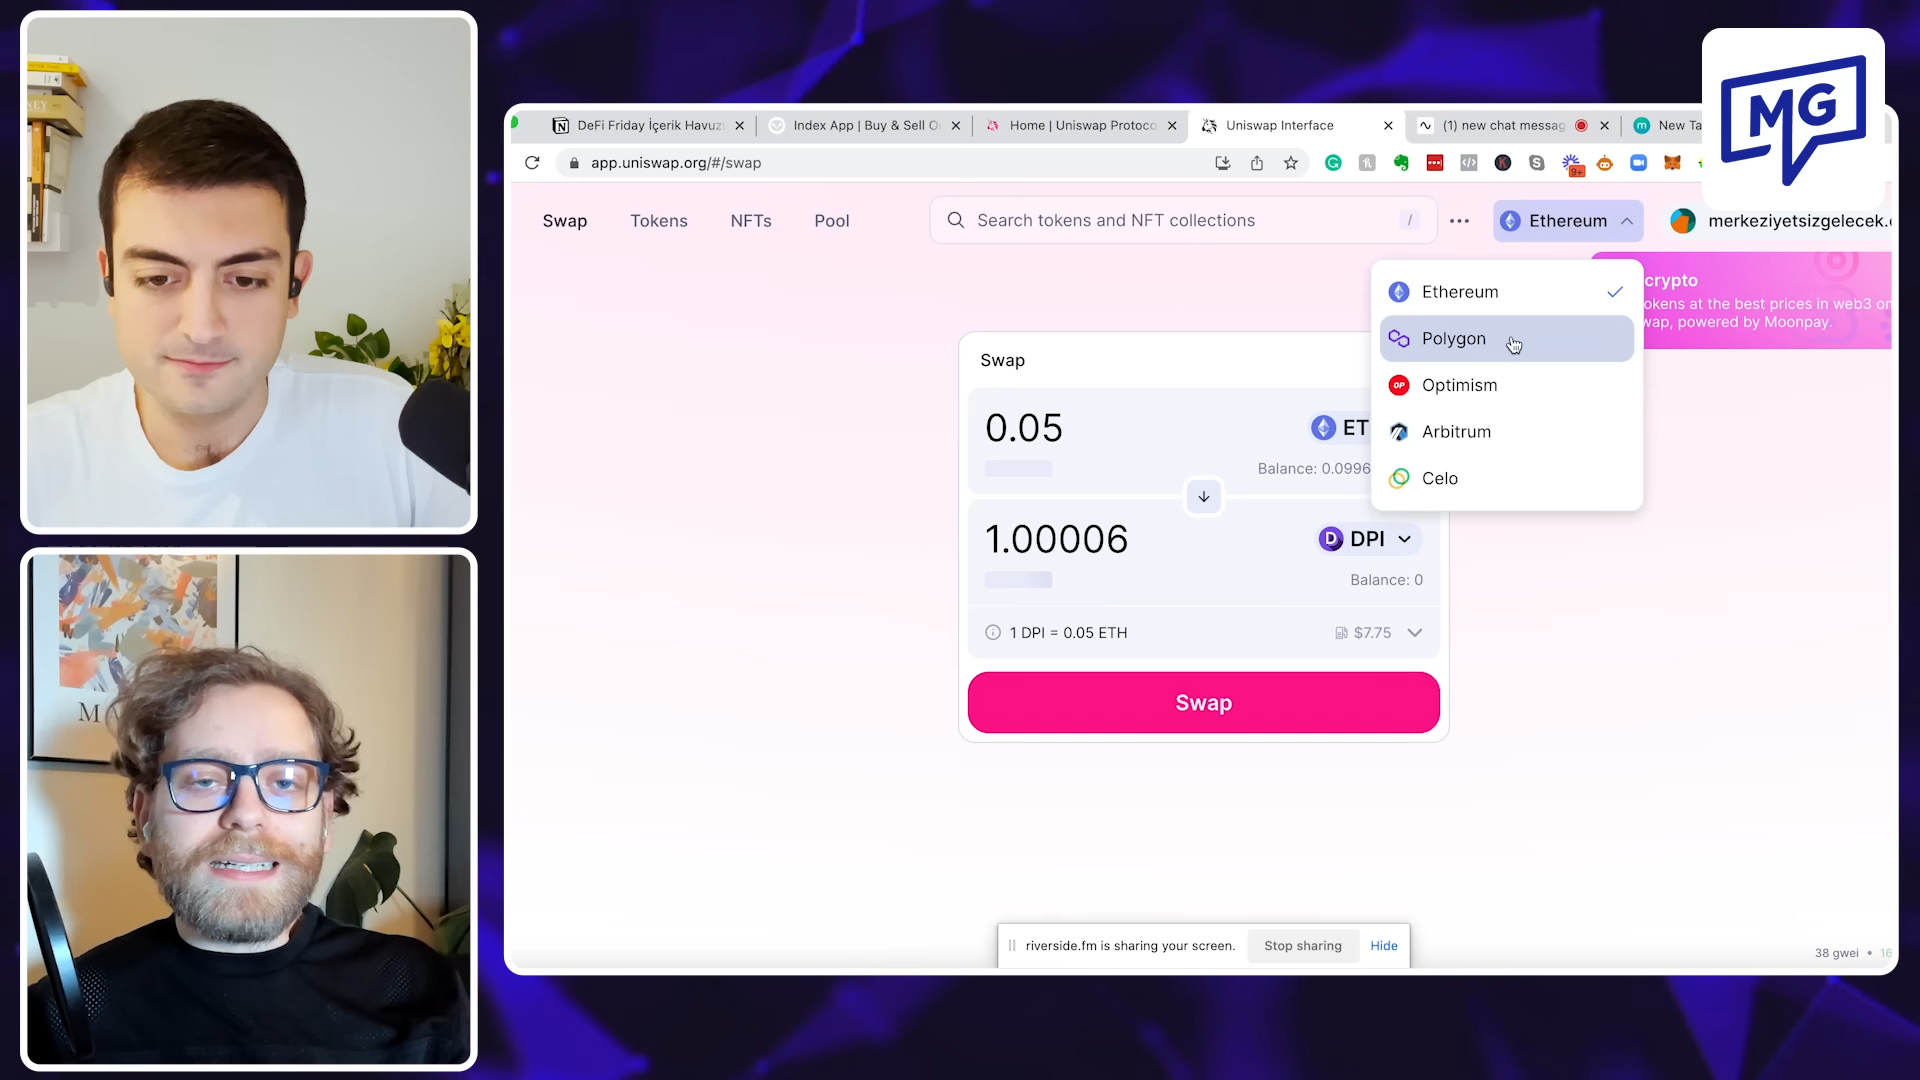 MG
DeFi Friday İçerik Havuz
Index App | Buy & Sell O
Home | Uniswap Protoco
Uniswap Interface
(1) new chat messag
New Ta
app.uniswap.org/#/swap
9+
Swap
Tokens
NFTs
Pool
Search tokens and NFT collections
/
Ethereum
merkeziyetsizgelecek.
Ethereum
Polygon
Optimism
Arbitrum
Celo
crypto
okens at the best prices in web3 on
wap, powered by Moonpay.
Swap
0.05
ET
Balance: 0.0996
1.00006
DPI
Balance: 0
1 DPI = 0.05 ETH
$7.75
Swap
riverside.fm is sharing your screen.
Stop sharing
Hide
38 gwei
16